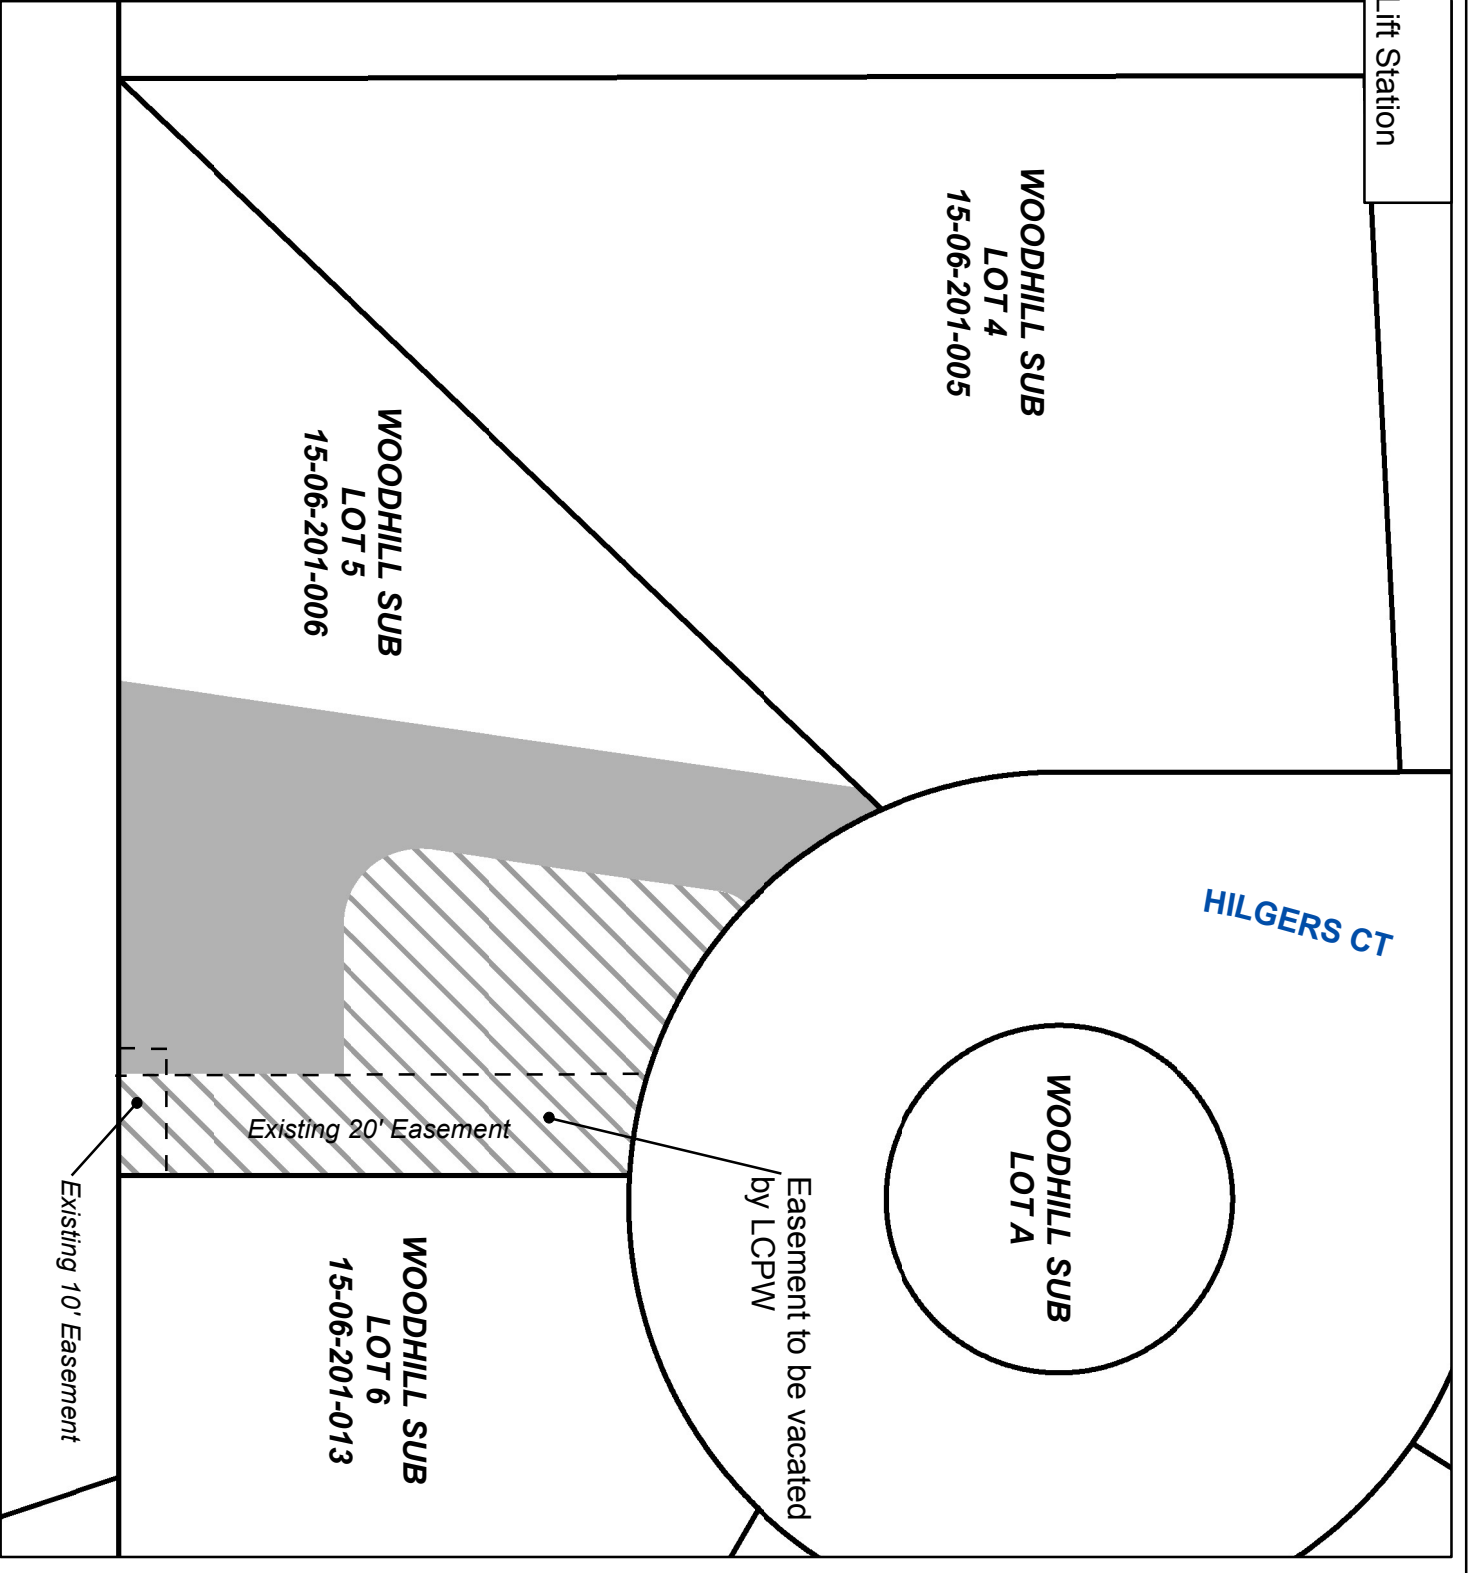 Lift Station
WOODHILL SUB
LOT 4
15-06-201-005
WOODHILL SUB
LOT 5
15-06-201-006
HILGERS CT
WOODHILL SUB
LOT A
Existing 20' Easement
Easement to be vacated
by LCPW
Existing 10' Easement
WOODHILL SUB
LOT 6
15-06-201-013